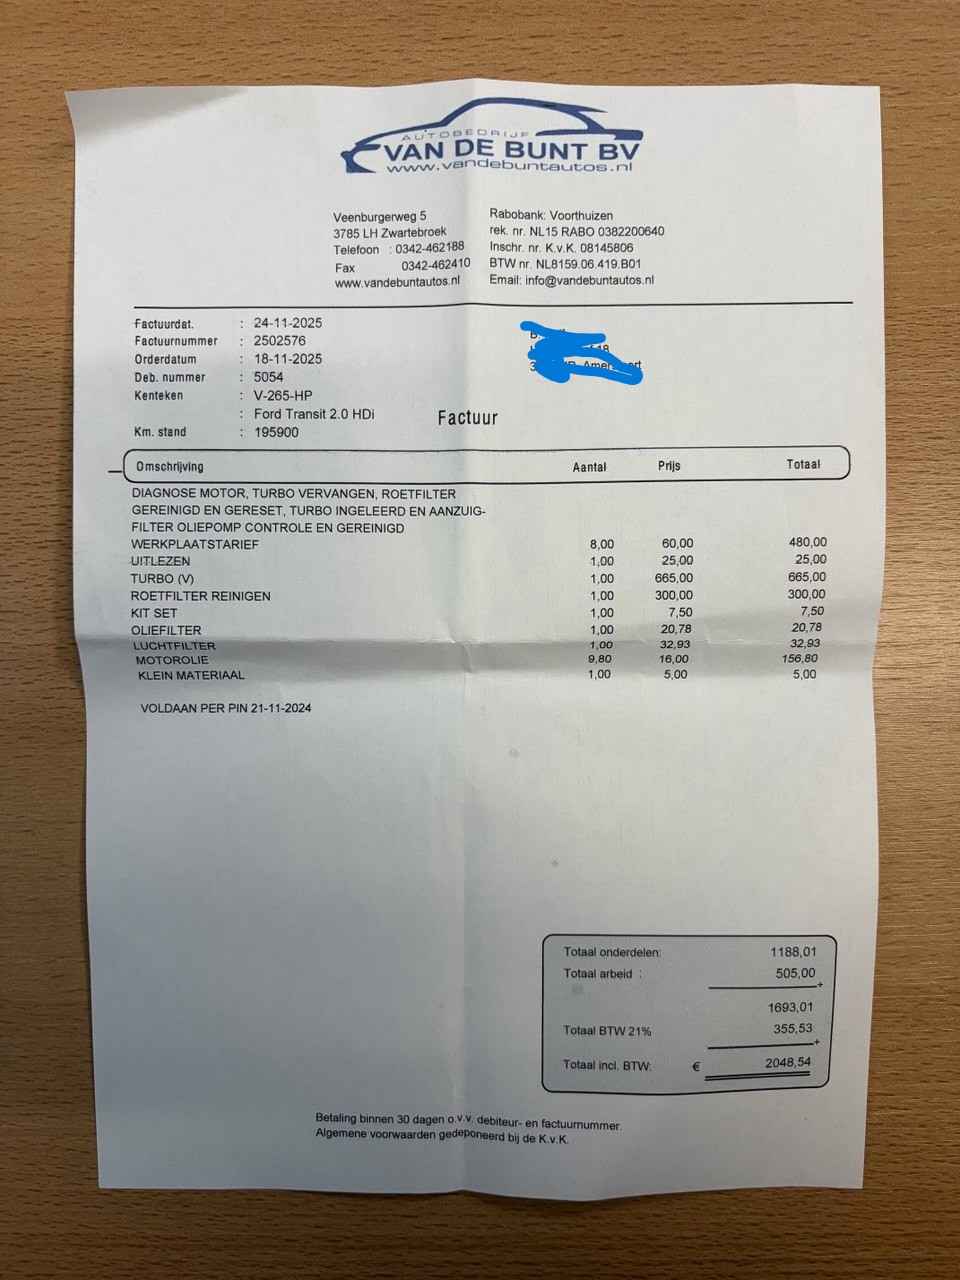 AUTOBEDRIJF
VAN DE BUNT BV
www.vandebuntautos.nl
Veenburgerweg 5
3785 LH Zwartebroek
Telefoon : 0342-462188
Fax 0342-462410
www.vandebuntautos.nl
Rabobank: Voorthuizen
rek. nr. NL15 RABO 0382200640
Inschr. nr. K.v.K. 08145806
BTW nr. NL8159.06.419.B01
Email: info@vandebuntautos.nl
Factuurdat. : 24-11-2025
Factuurnummer : 2502576
Orderdatum : 18-11-2025
Deb. nummer : 5054
Kenteken : V-265-HP
: Ford Transit 2.0 HDi
Km. stand : 195900
Factuur
Omschrijving Aantal Prijs Totaal
DIAGNOSE MOTOR, TURBO VERVANGEN, ROETFILTER
GEREINIGD EN GERESET, TURBO INGELEERD EN AANZUIG-
FILTER OLIEPOMP CONTROLE EN GEREINIGD
WERKPLAATSTARIEF 8,00 60,00 480,00
UITLEZEN 1,00 25,00 25,00
TURBO (V) 1,00 665,00 665,00
ROETFILTER REINIGEN 1,00 300,00 300,00
KIT SET 1,00 7,50 7,50
OLIEFILTER 1,00 20,78 20,78
LUCHTFILTER 1,00 32,93 32,93
MOTOROLIE 9,80 16,00 156,80
KLEIN MATERIAAL 1,00 5,00 5,00
VOLDAAN PER PIN 21-11-2024
Totaal onderdelen: 1188,01
Totaal arbeid : 505,00
+
1693,01
Totaal BTW 21% 355,53
+
Totaal incl. BTW: € 2048,54
Betaling binnen 30 dagen o.v.v. debiteur- en factuurnummer.
Algemene voorwaarden gedeponeerd bij de K.v.K.